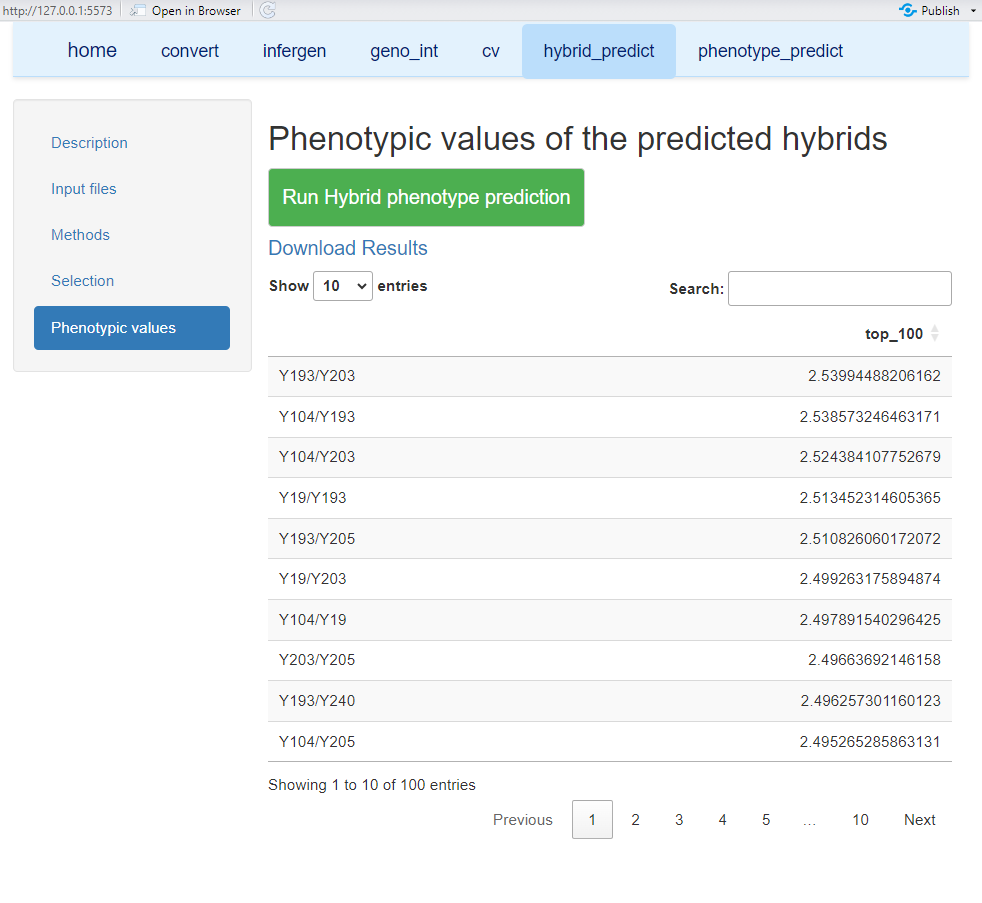 http://127.0.0.1:5573 Open in Browser Publish
home convert infergen geno_int cv hybrid_predict phenotype_predict
Description
Input files
Methods
Selection
Phenotypic values
Phenotypic values of the predicted hybrids
Run Hybrid phenotype prediction
Download Results
Show 10 entries Search:
top_100
Y193/Y203 2.53994488206162
Y104/Y193 2.538573246463171
Y104/Y203 2.524384107752679
Y19/Y193 2.513452314605365
Y193/Y205 2.510826060172072
Y19/Y203 2.499263175894874
Y104/Y19 2.497891540296425
Y203/Y205 2.49663692146158
Y193/Y240 2.496257301160123
Y104/Y205 2.495265285863131
Showing 1 to 10 of 100 entries
Previous 1 2 3 4 5 … 10 Next